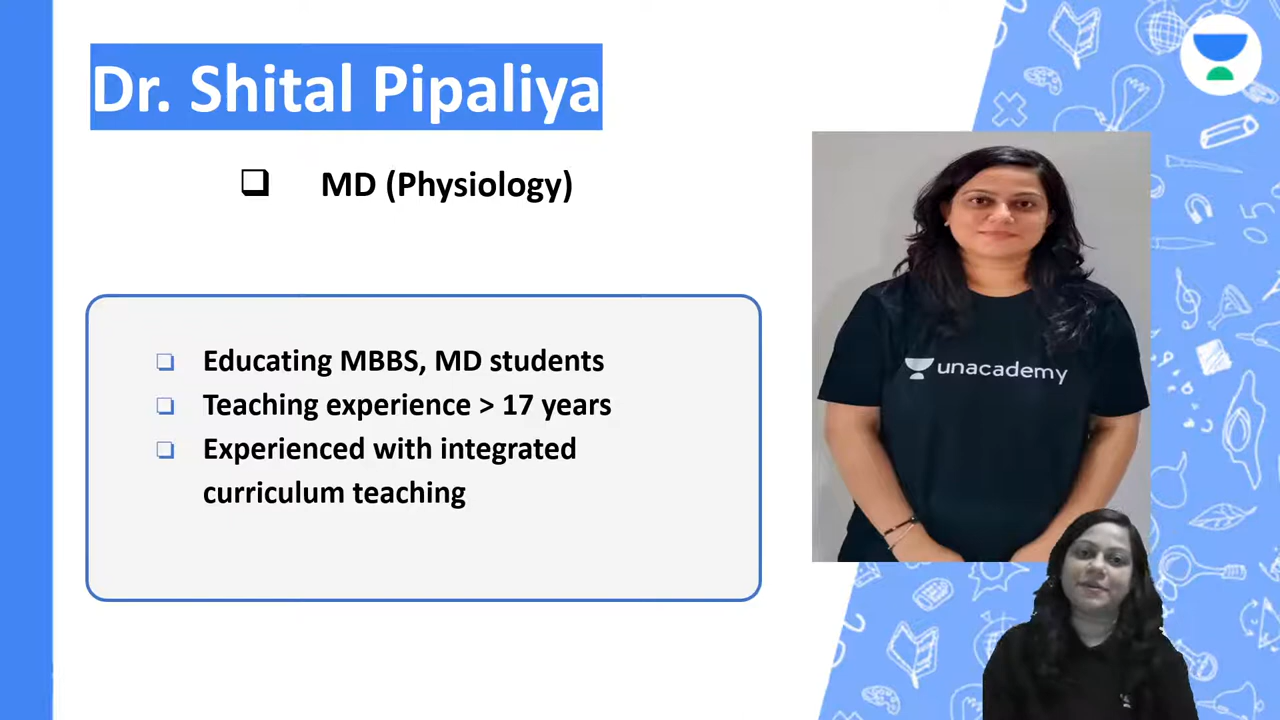 Dr. Shital Pipaliya
MD (Physiology)
Educating MBBS, MD students
Teaching experience > 17 years
Experienced with integrated
curriculum teaching
unacademy